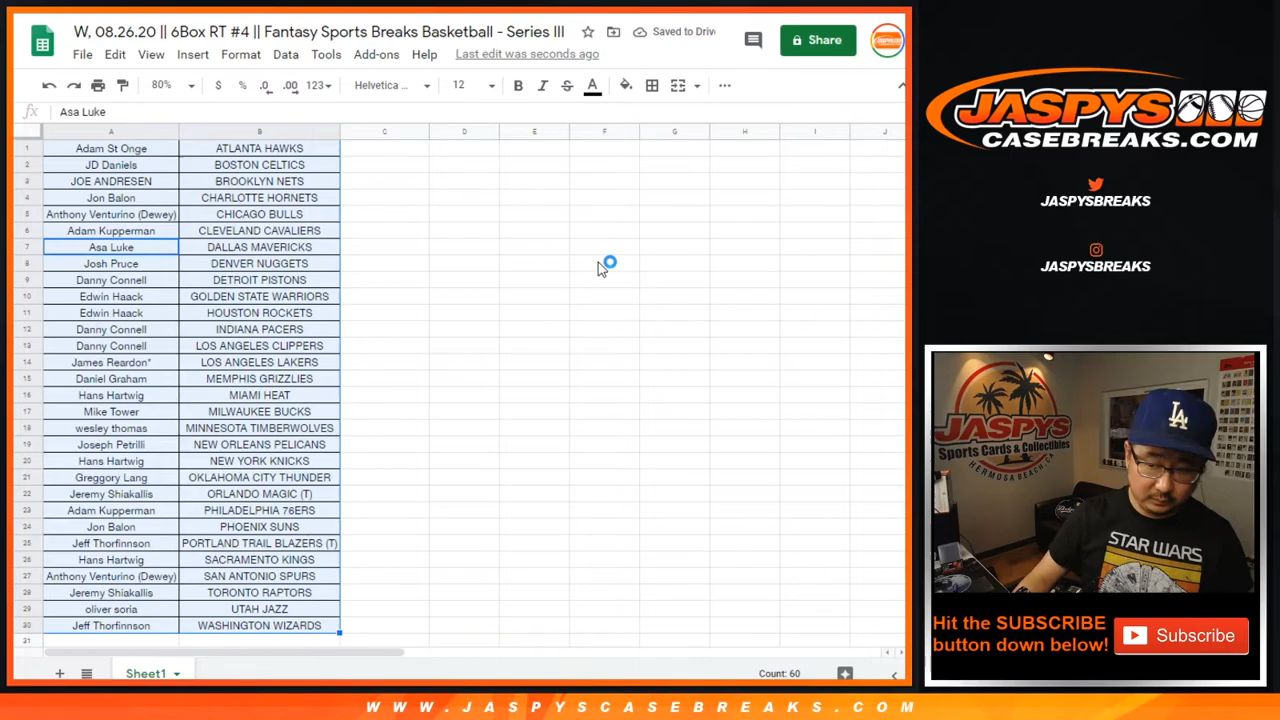 W, 08.26.20 || 6Box RT #4 || Fantasy Sports Breaks Basketball - Series III
Saved to Driv
Share
File Edit View Insert Format Data Tools Add-ons Help Last edit was seconds ago
80% $ % .0 .00 123 Helvetica ... 12 B I S A
fx Asa Luke
A B C D E F G H I J
1 Adam St Onge ATLANTA HAWKS
2 JD Daniels BOSTON CELTICS
3 JOE ANDRESEN BROOKLYN NETS
4 Jon Balon CHARLOTTE HORNETS
5 Anthony Venturino (Dewey) CHICAGO BULLS
6 Adam Kupperman CLEVELAND CAVALIERS
7 Asa Luke DALLAS MAVERICKS
8 Josh Pruce DENVER NUGGETS
9 Danny Connell DETROIT PISTONS
10 Edwin Haack GOLDEN STATE WARRIORS
11 Edwin Haack HOUSTON ROCKETS
12 Danny Connell INDIANA PACERS
13 Danny Connell LOS ANGELES CLIPPERS
14 James Reardon* LOS ANGELES LAKERS
15 Daniel Graham MEMPHIS GRIZZLIES
16 Hans Hartwig MIAMI HEAT
17 Mike Tower MILWAUKEE BUCKS
18 wesley thomas MINNESOTA TIMBERWOLVES
19 Joseph Petrilli NEW ORLEANS PELICANS
20 Hans Hartwig NEW YORK KNICKS
21 Greggory Lang OKLAHOMA CITY THUNDER
22 Jeremy Shiakallis ORLANDO MAGIC (T)
23 Adam Kupperman PHILADELPHIA 76ERS
24 Jon Balon PHOENIX SUNS
25 Jeff Thorfinnson PORTLAND TRAIL BLAZERS (T)
26 Hans Hartwig SACRAMENTO KINGS
27 Anthony Venturino (Dewey) SAN ANTONIO SPURS
28 Jeremy Shiakallis TORONTO RAPTORS
29 oliver soria UTAH JAZZ
30 Jeff Thorfinnson WASHINGTON WIZARDS
31
Sheet1 Count: 60
JASPYS
CASEBREAKS.COM
JASPYSBREAKS
JASPYSBREAKS
JASPYS
Sports Cards & Collectibles
HERMOSA BEACH, CA
LA
STAR WARS
Hit the SUBSCRIBE
button down below!
Subscribe
WWW.JASPYSCASEBREAKS.COM